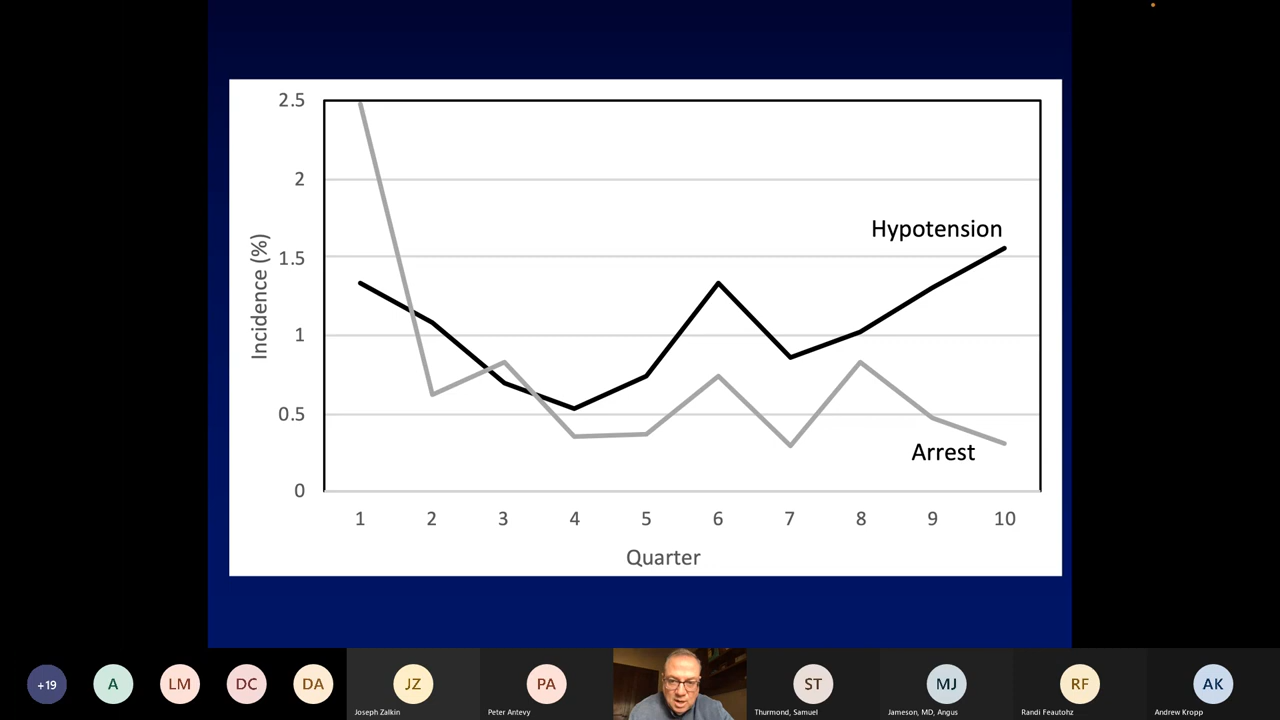 2.5
2
1.5
1
0.5
0
Incidence (%)
Hypotension
Arrest
1 2 3 4 5 6 7 8 9 10
Quarter
+19 A LM DC DA JZ PA ST MJ RF AK
Joseph Zalkin Peter Antevy Thurmond, Samuel Jameson, MD, Angus Randi Feautohz Andrew Kropp